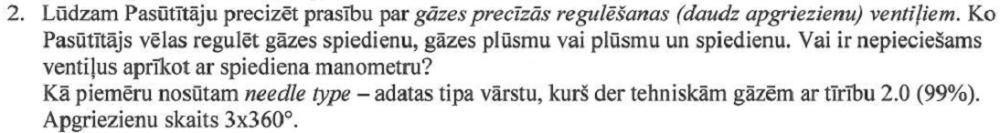 2. Lūdzam Pasūtītāju precizēt prasību par gāzes precīzās regulēšanas (daudz apgriezienu) ventiļiem. Ko
Pasūtītājs vēlas regulēt gāzes spiedienu, gāzes plūsmu vai plūsmu un spiedienu. Vai ir nepieciešams
ventiļus aprīkot ar spiediena manometru?
Kā piemēru nosūtam needle type – adatas tipa vārstu, kurš der tehniskām gāzēm ar tīrību 2.0 (99%).
Apgriezienu skaits 3x360°.